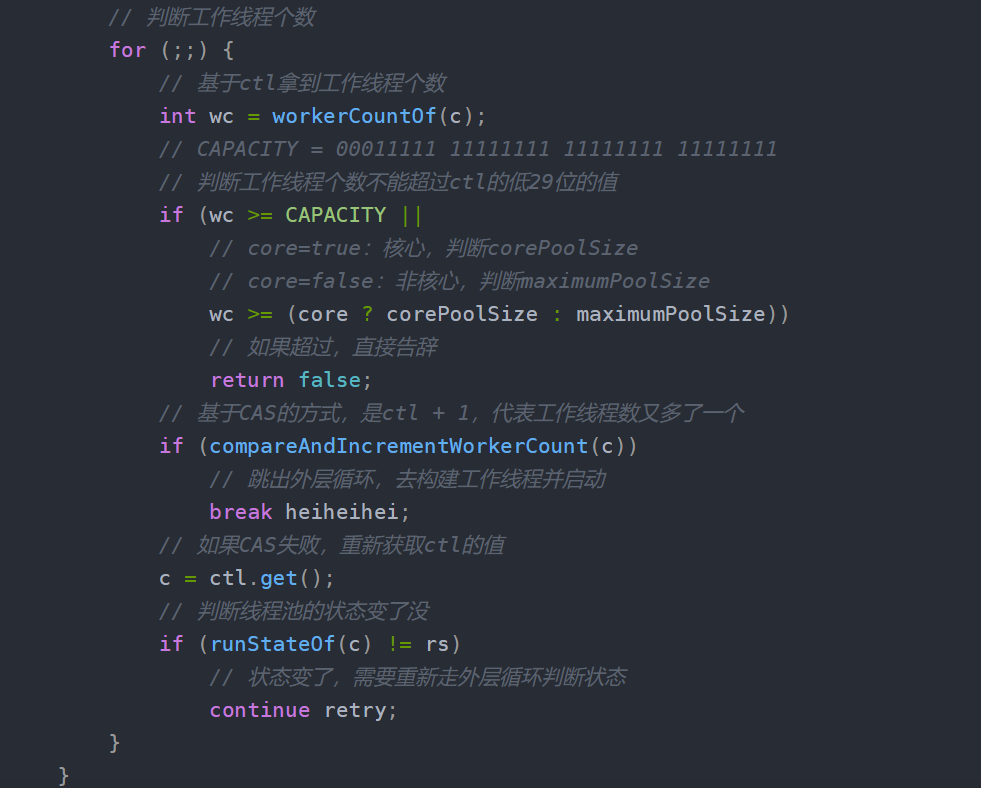 // 判断工作线程个数
for (;;) {
// 基于ctl拿到工作线程个数
int wc = workerCountOf(c);
// CAPACITY = 00011111 11111111 11111111 11111111
// 判断工作线程个数不能超过ctl的低29位的值
if (wc >= CAPACITY ||
// core=true：核心，判断corePoolSize
// core=false：非核心，判断maximumPoolSize
wc >= (core ? corePoolSize : maximumPoolSize))
// 如果超过，直接告辞
return false;
// 基于CAS的方式，是ctl + 1，代表工作线程数又多了一个
if (compareAndIncrementWorkerCount(c))
// 跳出外层循环，去构建工作线程并启动
break heiheihei;
// 如果CAS失败，重新获取ctl的值
c = ctl.get();
// 判断线程池的状态变了没
if (runStateOf(c) != rs)
// 状态变了，需要重新走外层循环判断状态
continue retry;
}
}